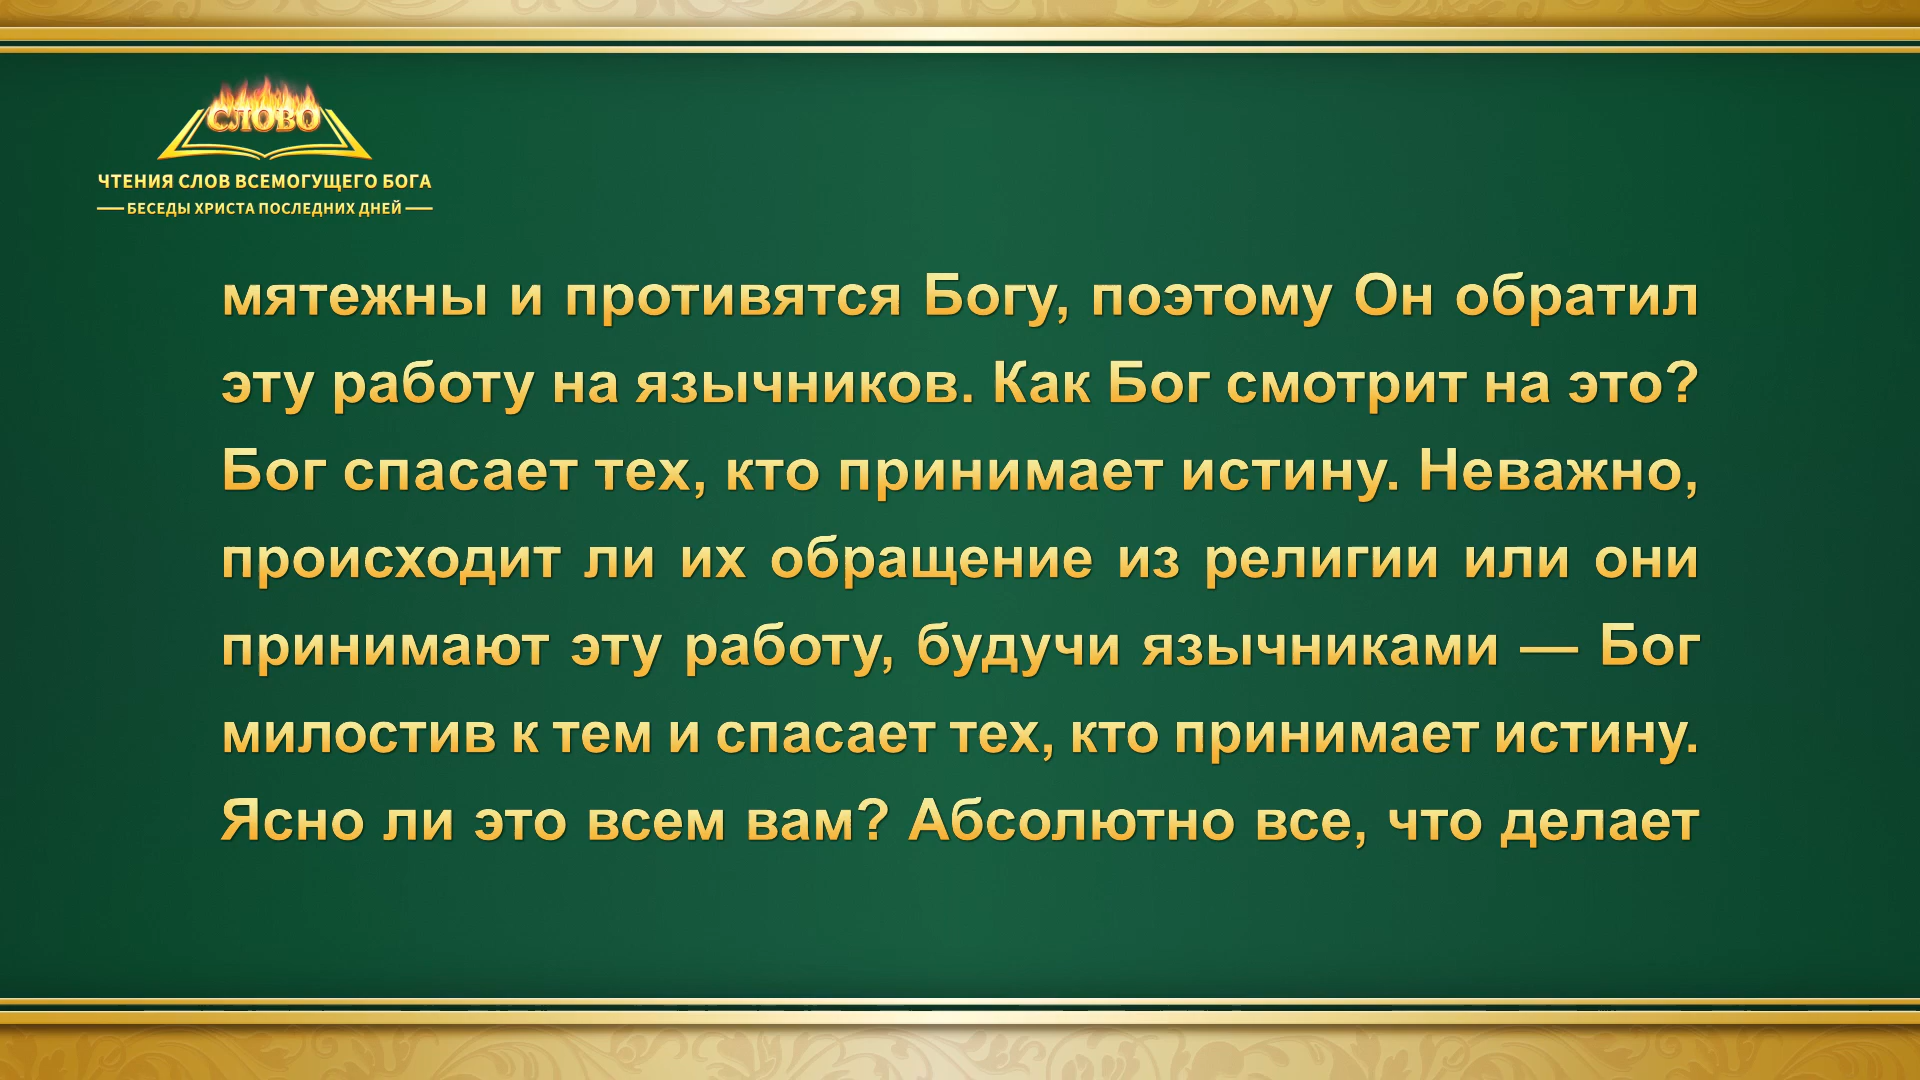 СЛОВО
ЧТЕНИЯ СЛОВ ВСЕМОГУЩЕГО БОГА
— БЕСЕДЫ ХРИСТА ПОСЛЕДНИХ ДНЕЙ —
мятежны и противятся Богу, поэтому Он обратил
эту работу на язычников. Как Бог смотрит на это?
Бог спасает тех, кто принимает истину. Неважно,
происходит ли их обращение из религии или они
принимают эту работу, будучи язычниками — Бог
милостив к тем и спасает тех, кто принимает истину.
Ясно ли это всем вам? Абсолютно все, что делает